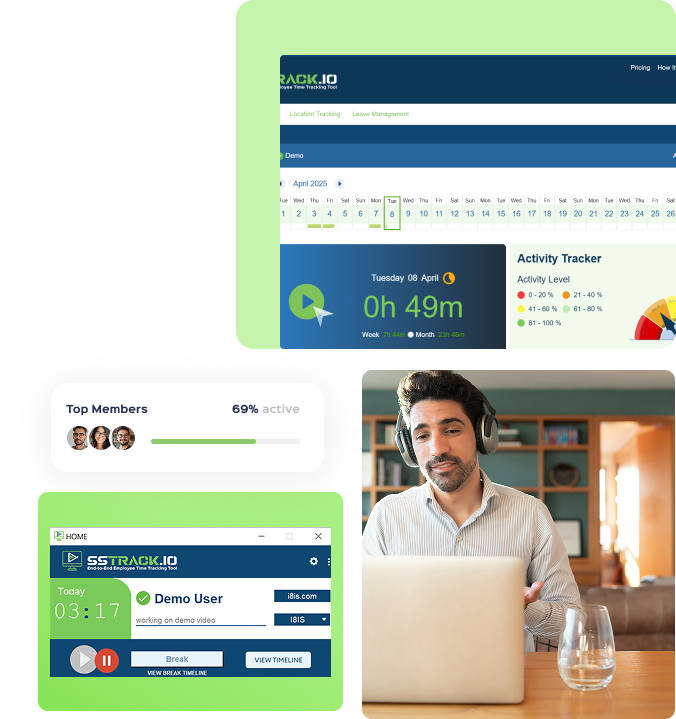 Pricing How It
RACK.IO
ployee Time Tracking Tool
Location Tracking Leave Management
Demo
April 2025
Tue Wed Thu Fri Sat Sun Mon Tue Wed Thu Fri Sat Sun Mon Tue Wed Thu Fri Sat Sun Mon Tue Wed Thu Fri Sat
1 2 3 4 5 6 7 8 9 10 11 12 13 14 15 16 17 18 19 20 21 22 23 24 25 26
Tuesday 08 April
0h 49m
Week 7h 44m Month 23h 49m
Activity Tracker
Activity Level
0 - 20 % 21 - 40 %
41 - 60 % 61 - 80 %
81 - 100 %
Top Members 69% active
HOME
SSTRACK.IO
End-to-End Employee Time Tracking Tool
Today
03:17
Demo User
working on demo video
i8is.com
I8IS
Break
VIEW TIMELINE
VIEW BREAK TIMELINE